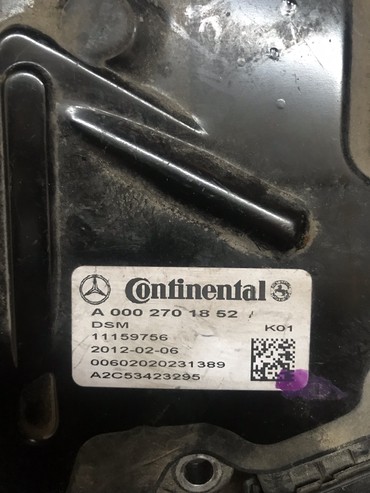 Continental
A 000 270 18 52 /
DSM K01
11159756
2012-02-06
00602020231389
A2C53423295